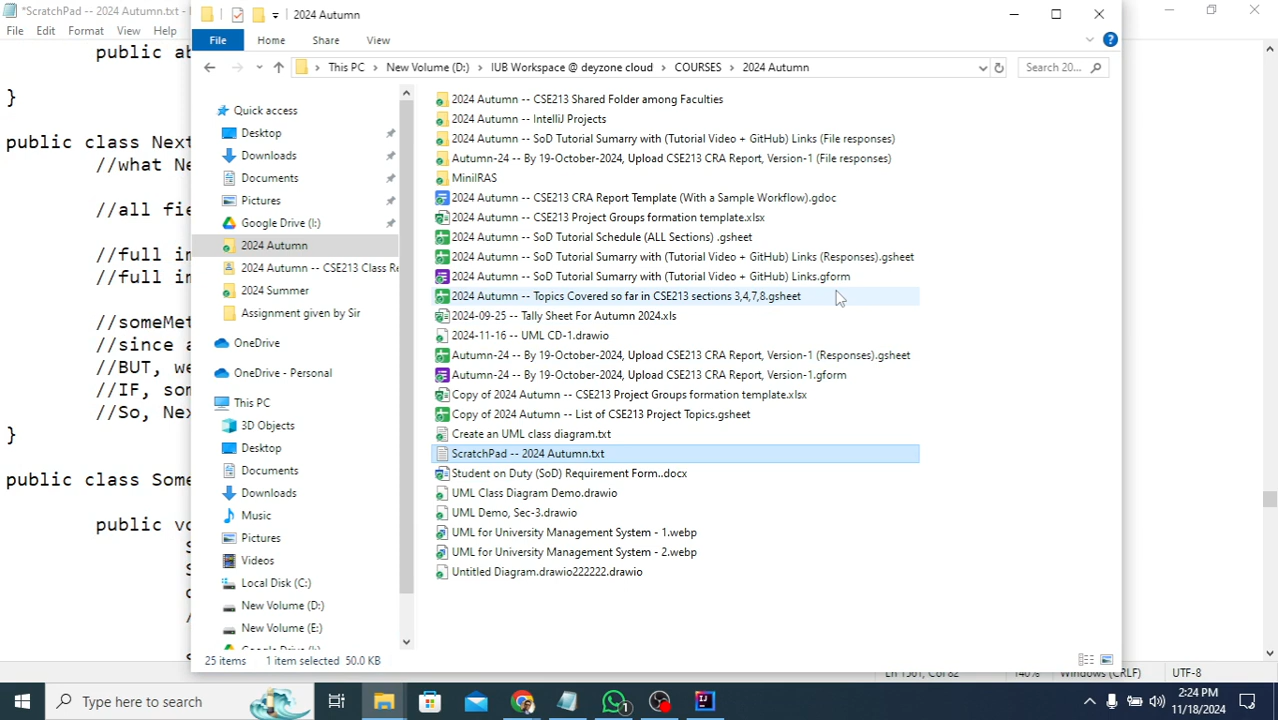 *ScratchPad -- 2024 Autumn.txt
2024 Autumn
File Edit Format View Help
File Home Share View
This PC New Volume (D:) IUB Workspace @ deyzone cloud COURSES 2024 Autumn
Search 20...
public ab
}
public class Next
//what Ne
//all fie
//full im
//full im
//someMet
//since a
//BUT, we
//IF, som
//So, Nex
}
public class Some
public vo
Quick access
Desktop
Downloads
Documents
Pictures
Google Drive (I:)
2024 Autumn
2024 Autumn -- CSE213 Class Re
2024 Summer
Assignment given by Sir
OneDrive
OneDrive - Personal
This PC
3D Objects
Desktop
Documents
Downloads
Music
Pictures
Videos
Local Disk (C:)
New Volume (D:)
New Volume (E:)
2024 Autumn -- CSE213 Shared Folder among Faculties
2024 Autumn -- IntelliJ Projects
2024 Autumn -- SoD Tutorial Sumarry with (Tutorial Video + GitHub) Links (File responses)
Autumn-24 -- By 19-October-2024, Upload CSE213 CRA Report, Version-1 (File responses)
MiniIRAS
2024 Autumn -- CSE213 CRA Report Template (With a Sample Workflow).gdoc
2024 Autumn -- CSE213 Project Groups formation template.xlsx
2024 Autumn -- SoD Tutorial Schedule (ALL Sections) .gsheet
2024 Autumn -- SoD Tutorial Sumarry with (Tutorial Video + GitHub) Links (Responses).gsheet
2024 Autumn -- SoD Tutorial Sumarry with (Tutorial Video + GitHub) Links.gform
2024 Autumn -- Topics Covered so far in CSE213 sections 3,4,7,8.gsheet
2024-09-25 -- Tally Sheet For Autumn 2024.xls
2024-11-16 -- UML CD-1.drawio
Autumn-24 -- By 19-October-2024, Upload CSE213 CRA Report, Version-1 (Responses).gsheet
Autumn-24 -- By 19-October-2024, Upload CSE213 CRA Report, Version-1.gform
Copy of 2024 Autumn -- CSE213 Project Groups formation template.xlsx
Copy of 2024 Autumn -- List of CSE213 Project Topics.gsheet
Create an UML class diagram.txt
ScratchPad -- 2024 Autumn.txt
Student on Duty (SoD) Requirement Form..docx
UML Class Diagram Demo.drawio
UML Demo, Sec-3.drawio
UML for University Management System - 1.webp
UML for University Management System - 2.webp
Untitled Diagram.drawio222222.drawio
25 items 1 item selected 50.0 KB
UTF-8
Type here to search
1
2:24 PM
11/18/2024